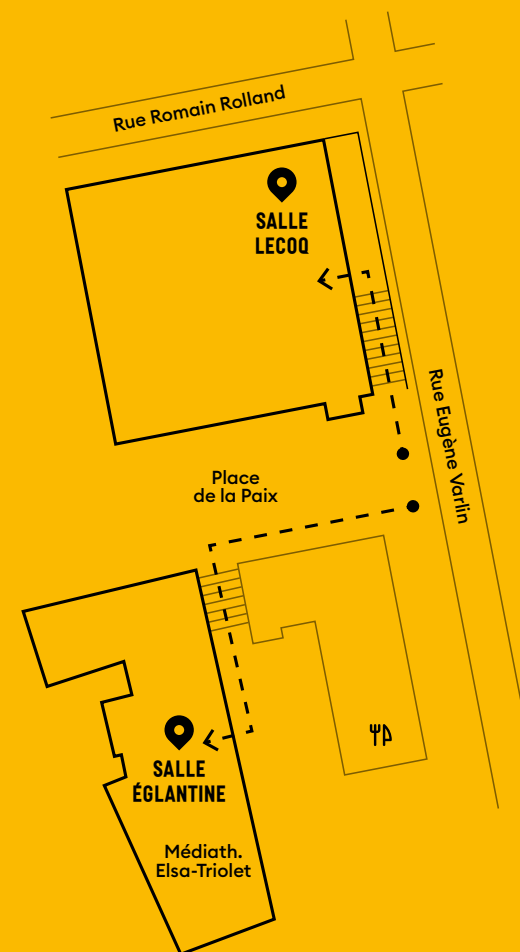 Rue Romain Rolland
SALLE
LECOQ
Rue Eugène Varlin
Place
de la Paix
SALLE
ÉGLANTINE
Médiath.
Elsa-Triolet